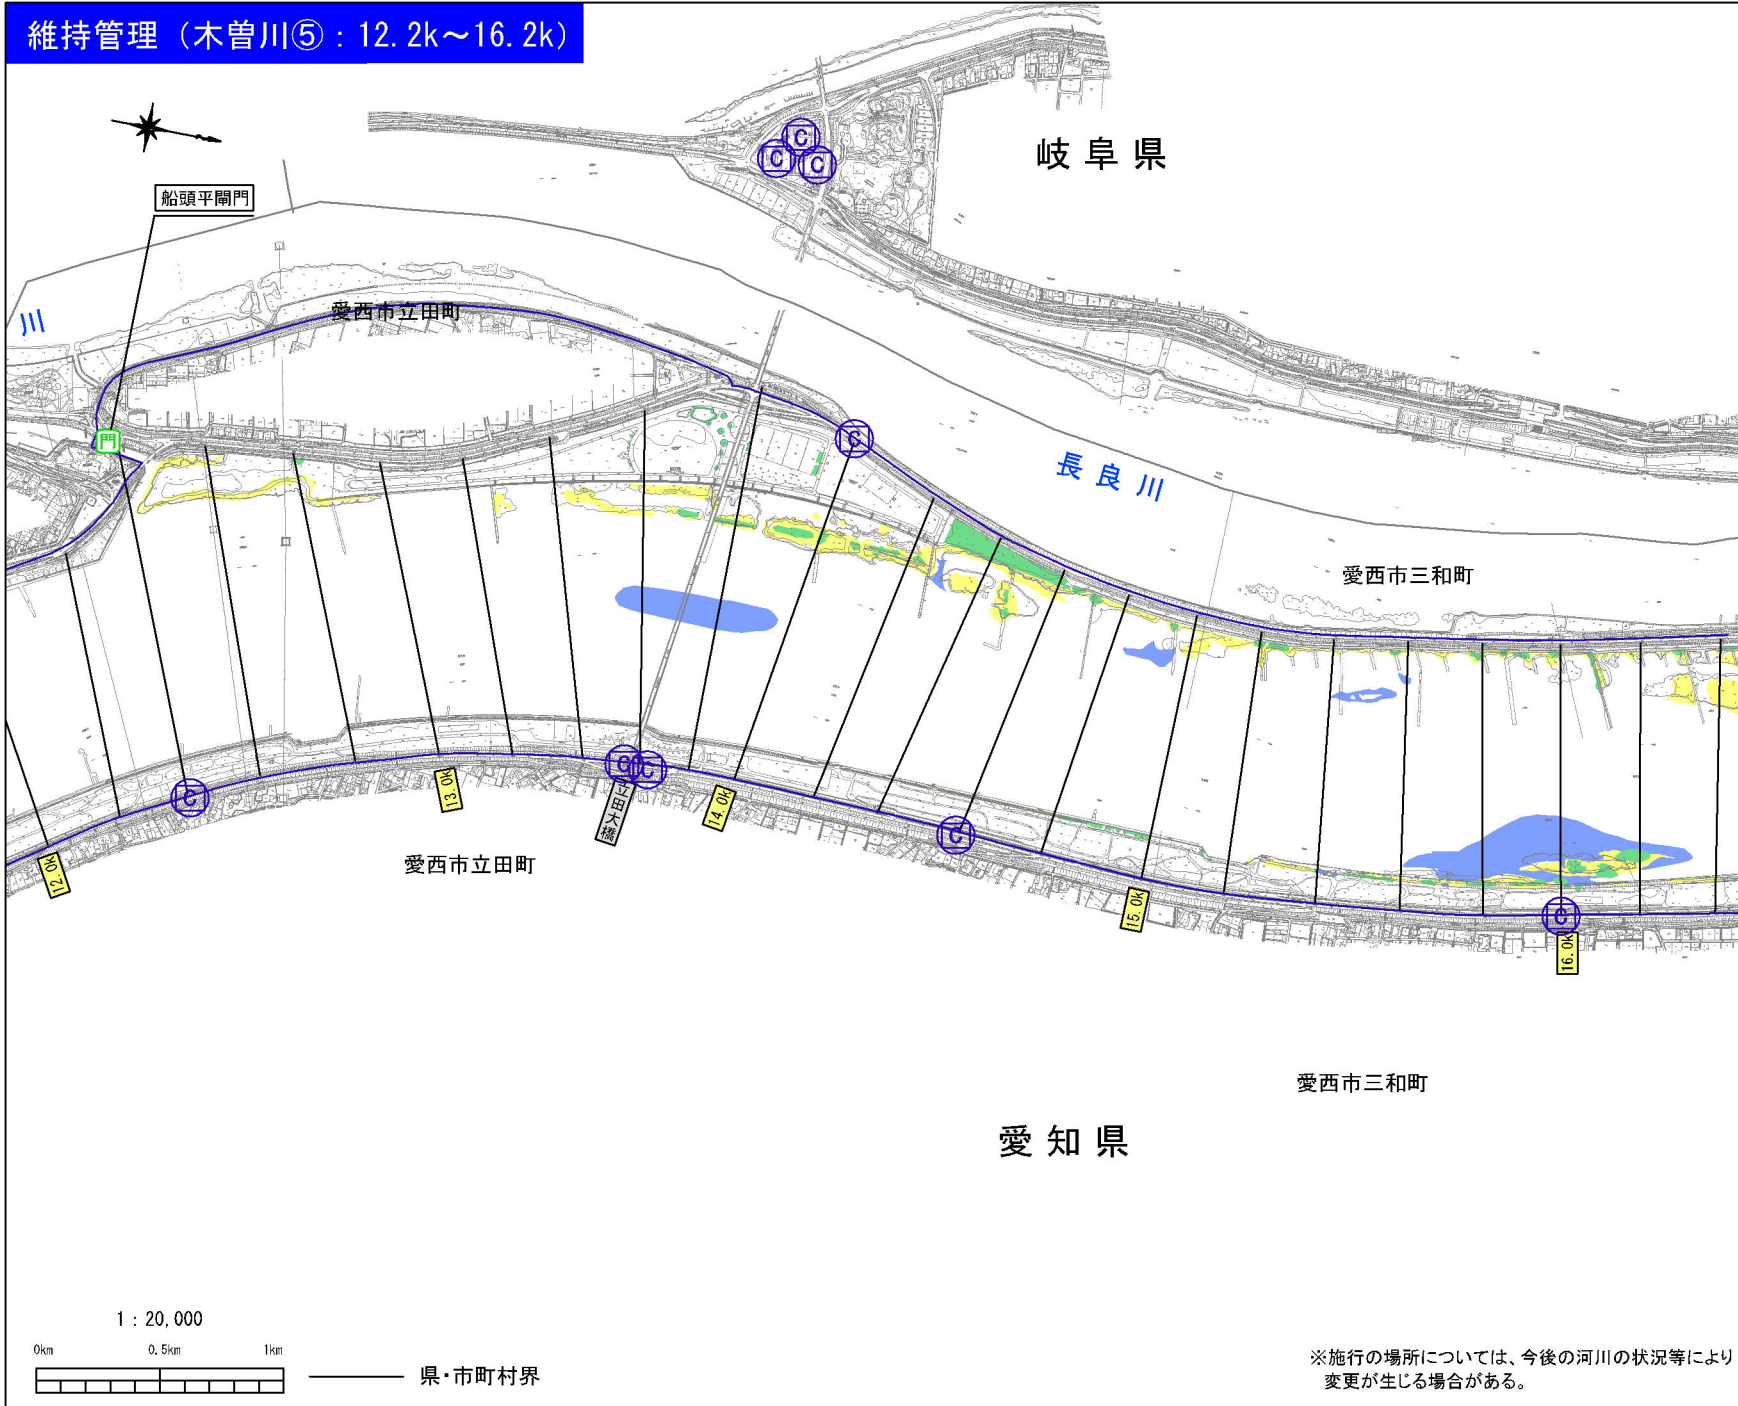 維持管理（木曽川⑤：12.2k～16.2k）
岐阜県
船頭平閘門
川
愛西市立田町
門
C
C
C
C
長良川
愛西市三和町
C
C
C
C
C
12.0k
13.0k
立田大橋
14.0k
15.0k
16.0k
愛西市立田町
愛西市三和町
愛知県
1：20,000
0km 0.5km 1km
県・市町村界
※施行の場所については、今後の河川の状況等により
変更が生じる場合がある。